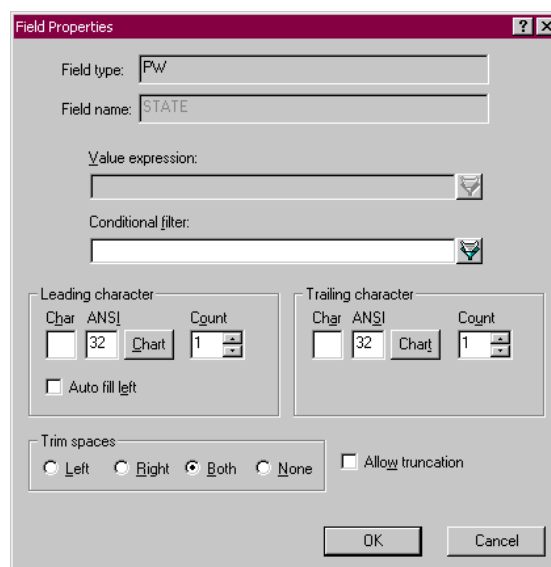 Field Properties
Field type: PW
Field name: STATE
Value expression:
Conditional filter:
Leading character
Char ANSI Count
32 Chart 1
Auto fill left
Trailing character
Char ANSI Count
32 Chart 1
Trim spaces
Left Right Both None
Allow truncation
OK Cancel